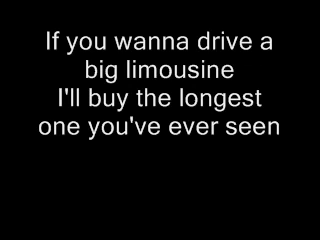 If you wanna drive a
big limousine
I'll buy the longest
one you've ever seen